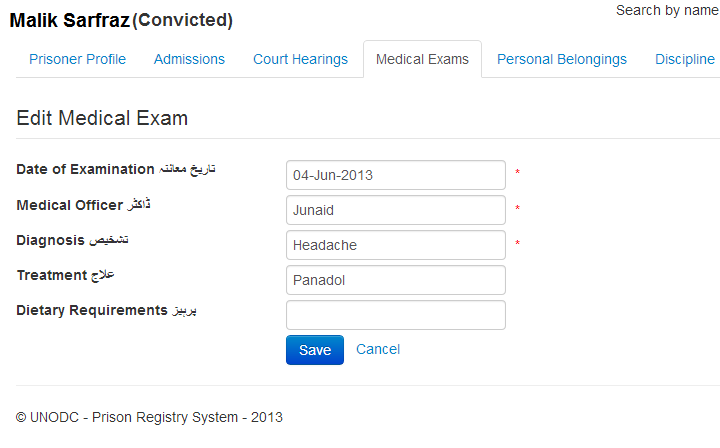 Search by name
Malik Sarfraz (Convicted)
Prisoner Profile Admissions Court Hearings Medical Exams Personal Belongings Discipline
Edit Medical Exam
Date of Examination تاریخ معائنہ 04-Jun-2013 *
Medical Officer ڈاکٹر Junaid *
Diagnosis تشخیص Headache *
Treatment علاج Panadol
Dietary Requirements پرہیز
Save Cancel
© UNODC - Prison Registry System - 2013